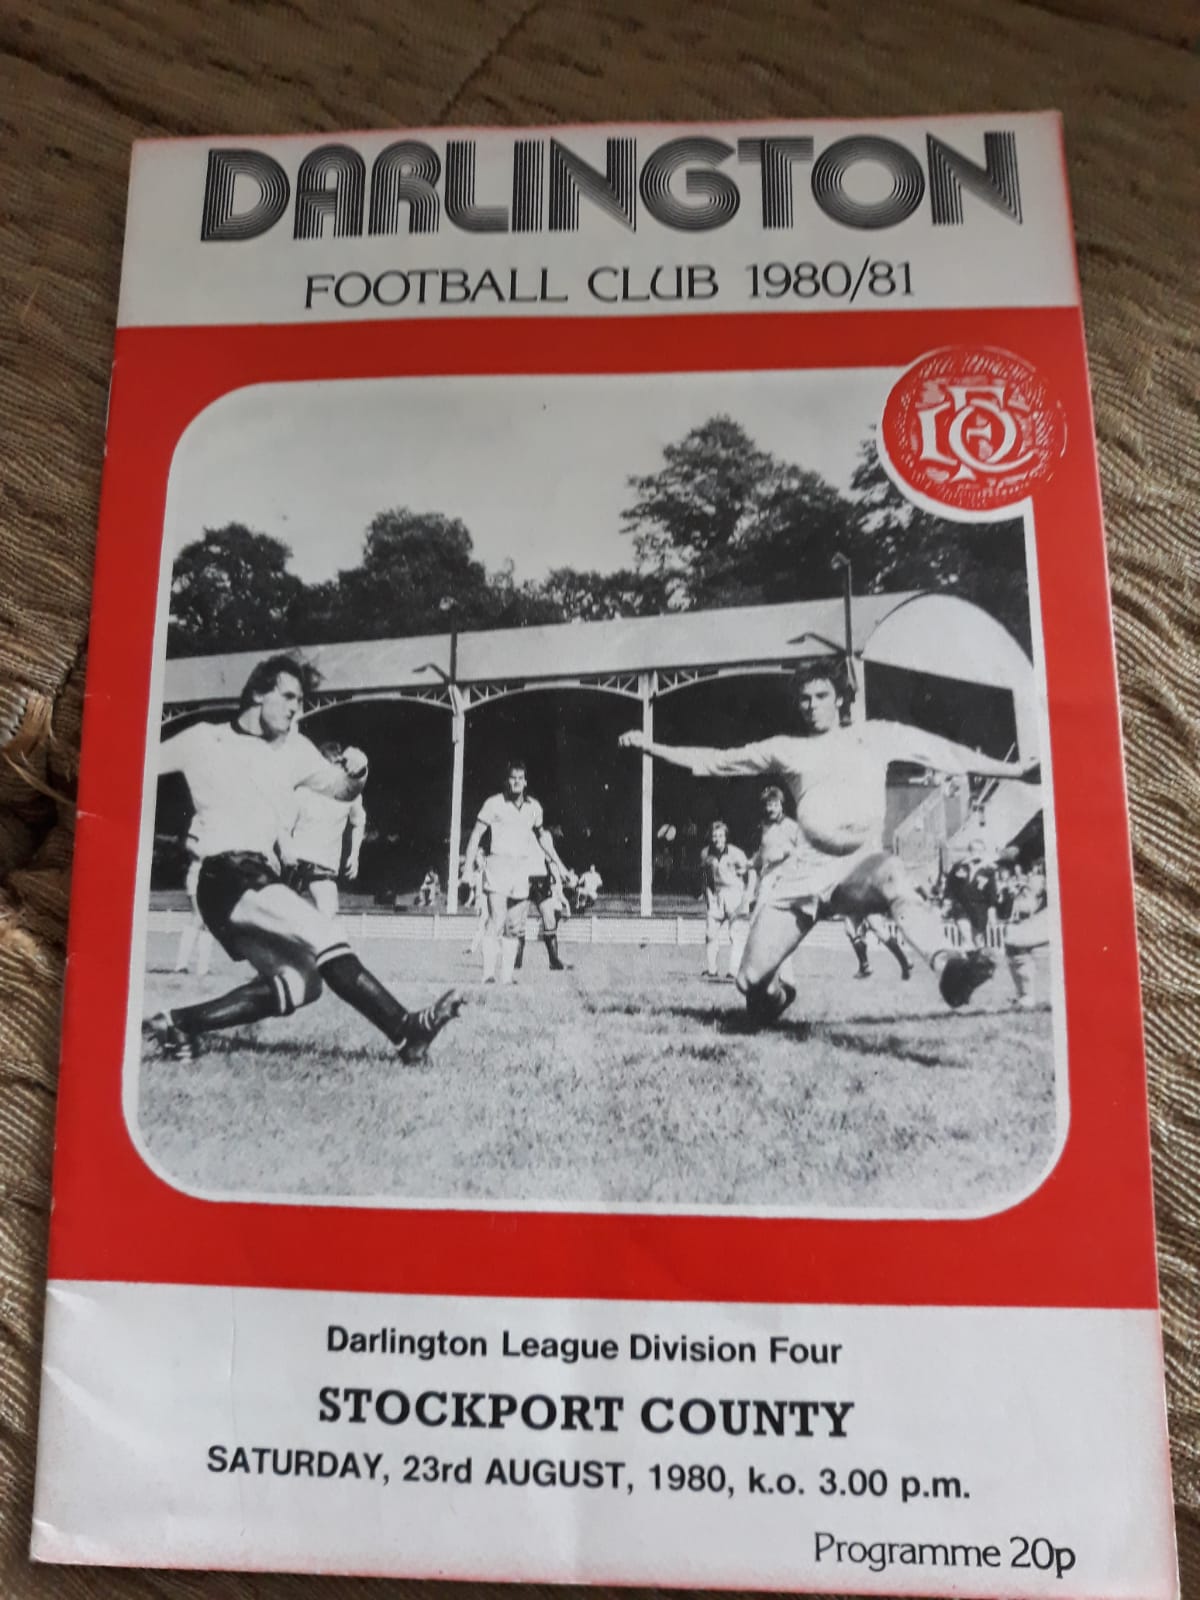 DARLINGTON
FOOTBALL CLUB 1980/81
DFC
Darlington League Division Four
STOCKPORT COUNTY
SATURDAY, 23rd AUGUST, 1980, k.o. 3.00 p.m.
Programme 20p